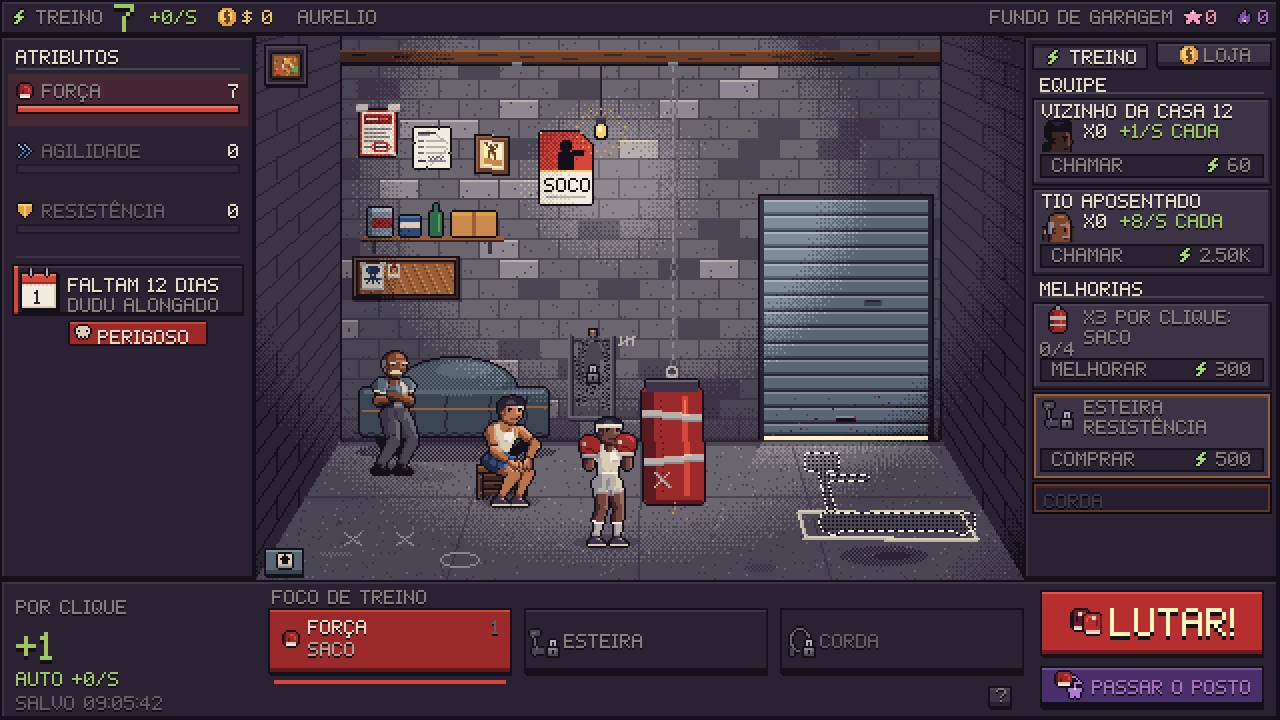 TREINO 7 +0/S $ 0 AURELIO
FUNDO DE GARAGEM 0 0
ATRIBUTOS
FORÇA 7
AGILIDADE 0
RESISTÊNCIA 0
1
FALTAM 12 DIAS
DUDU ALONGADO
PERIGOSO
SOCO
TREINO
LOJA
EQUIPE
VIZINHO DA CASA 12
X0 +1/S CADA
CHAMAR 60
TIO APOSENTADO
X0 +8/S CADA
CHAMAR 2.50K
MELHORIAS
X3 POR CLIQUE:
SACO
0/4
MELHORAR 300
ESTEIRA
RESISTÊNCIA
COMPRAR 500
CORDA
POR CLIQUE
+1
AUTO +0/S
SALVO 09:05:42
FOCO DE TREINO
FORÇA 1
SACO
ESTEIRA
CORDA
?
LUTAR!
PASSAR O POSTO